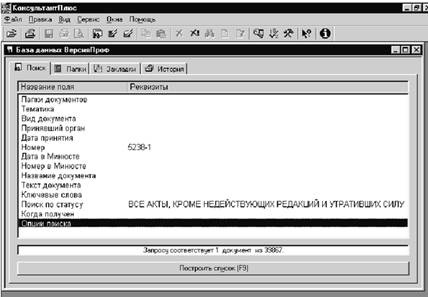 КонсультантПлюс
Файл Правка Вид Сервис Окна Помощь
База данных ВерсияПроф
Поиск Папки Закладки История
Название поля Реквизиты
Папки документов
Тематика
Вид документа
Принявший орган
Дата принятия
Номер 5238-1
Дата в Минюсте
Номер в Минюсте
Название документа
Текст документа
Ключевые слова
Поиск по статусу ВСЕ АКТЫ, КРОМЕ НЕДЕЙСТВУЮЩИХ РЕДАКЦИЙ И УТРАТИВШИХ СИЛУ
Когда получен
Опции поиска
Запросу соответствует 1 документ из 39867.
Построить список (F9)